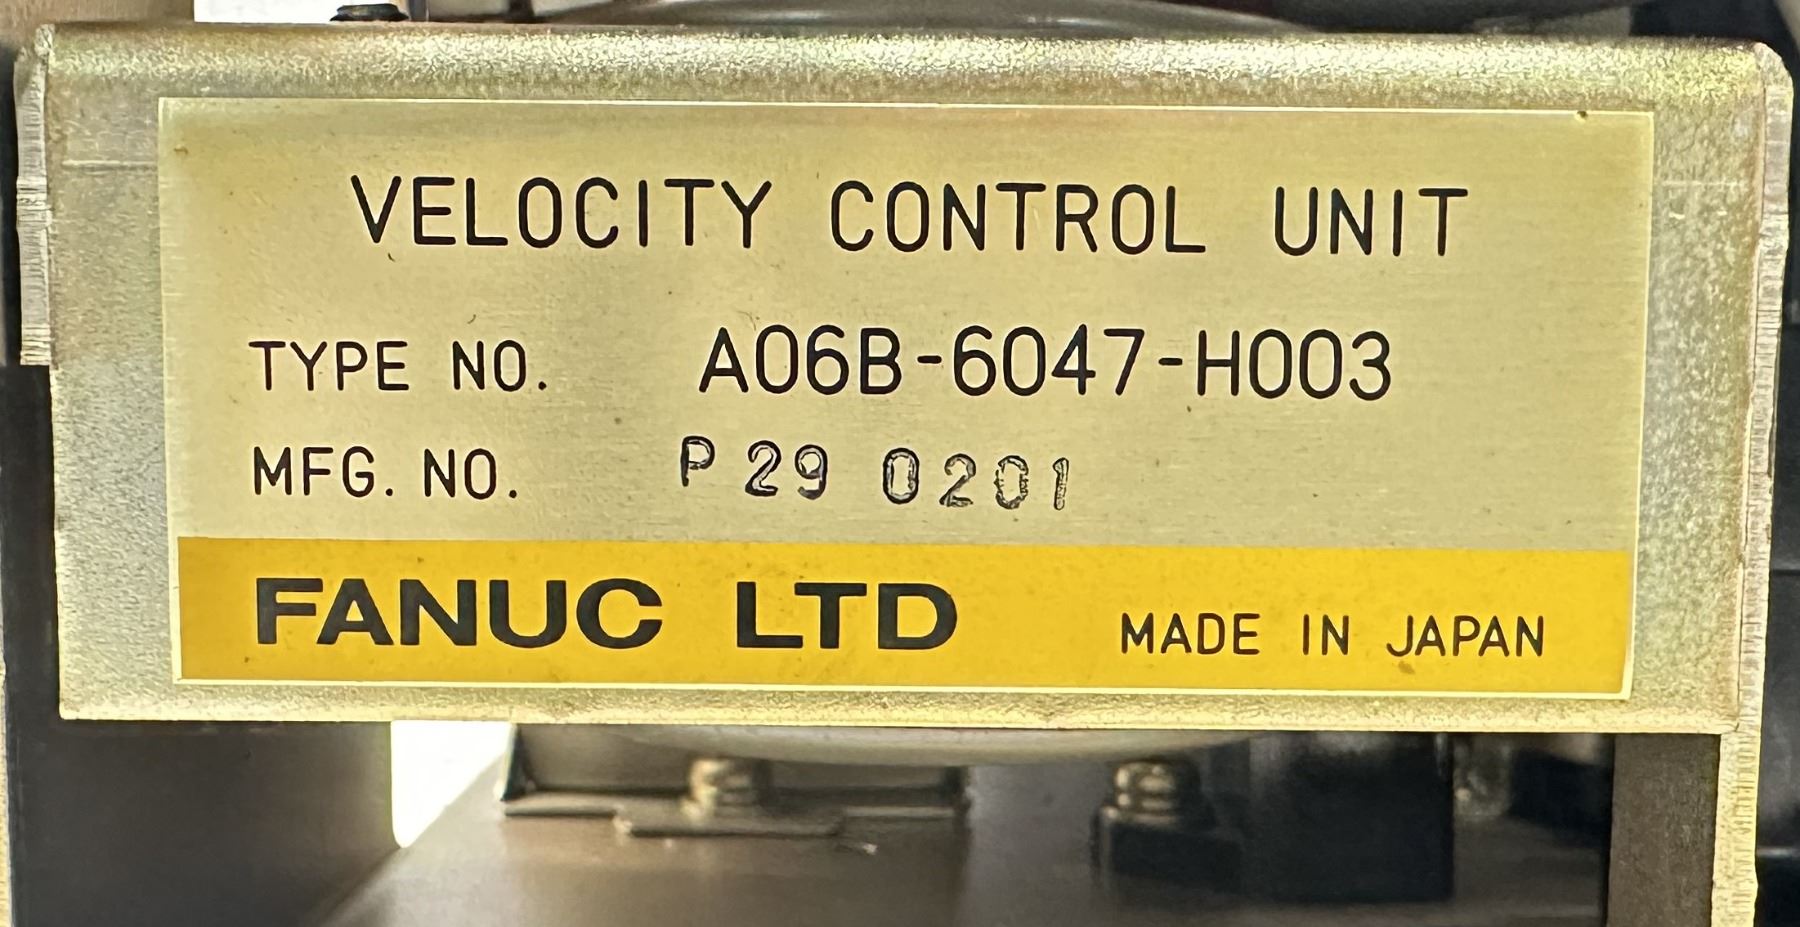 VELOCITY CONTROL UNIT
TYPE NO. A06B-6047-H003
MFG. NO. P 29 0201
FANUC LTD MADE IN JAPAN